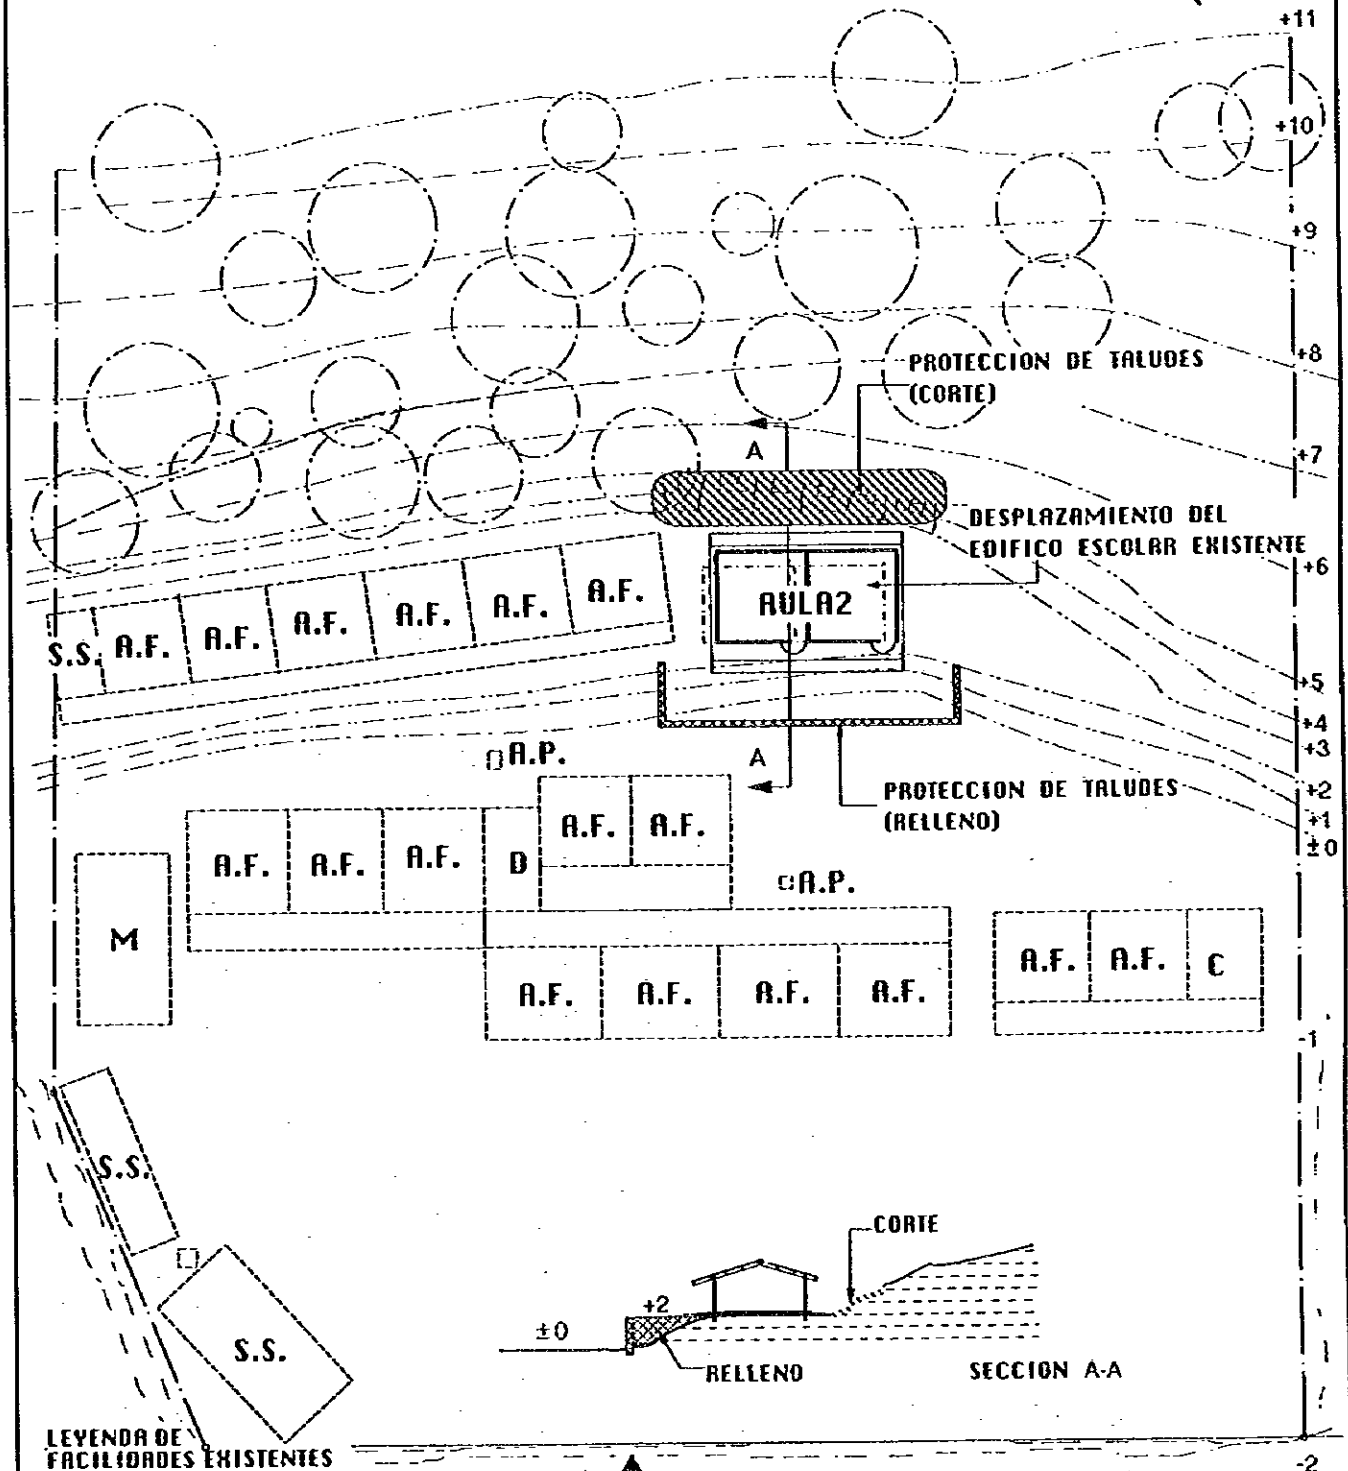 +11
+10
+9
+8
PROTECCION DE TALUDES
(CORTE)
+7
A
DESPLAZAMIENTO DEL
EDIFICO ESCOLAR EXISTENTE
+6
A.F.
A.F.
A.F.
A.F.
A.F.
A.F.
S.S.
AULA2
+5
+4
+3
A.P.
A
+2
PROTECCION DE TALUDES
(RELLENO)
+1
±0
A.F.
A.F.
A.F.
A.F.
A.F.
D
A.P.
M
A.F.
A.F.
C
A.F.
A.F.
A.F.
A.F.
-1
S.S.
CORTE
+2
±0
S.S.
RELLENO
SECCION A-A
LEYENDA DE
FACILIDADES EXISTENTES
-2